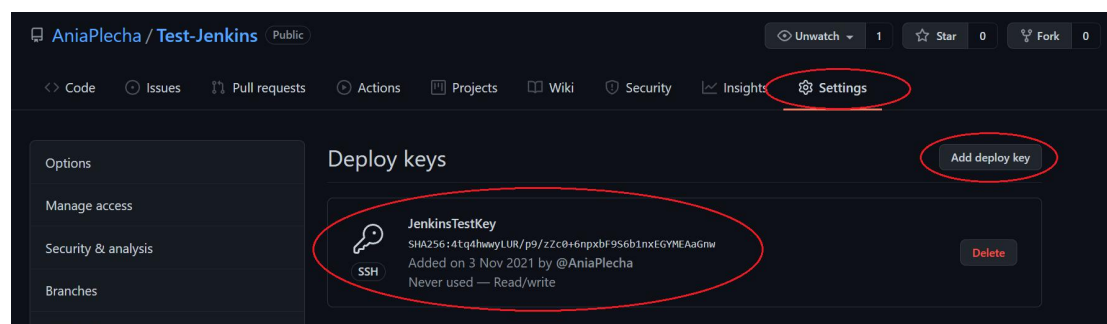 AniaPlecha / Test-Jenkins Public
Unwatch 1 Star 0 Fork 0
Code Issues Pull requests Actions Projects Wiki Security Insights Settings
Options
Manage access
Security & analysis
Branches
Deploy keys
Add deploy key
JenkinsTestKey
SHA256:4tq4hwwyLUR/p9/zZc0+6npxbF9S6b1nxEGYMEAaGnw
Added on 3 Nov 2021 by @AniaPlecha
Never used — Read/write
SSH
Delete